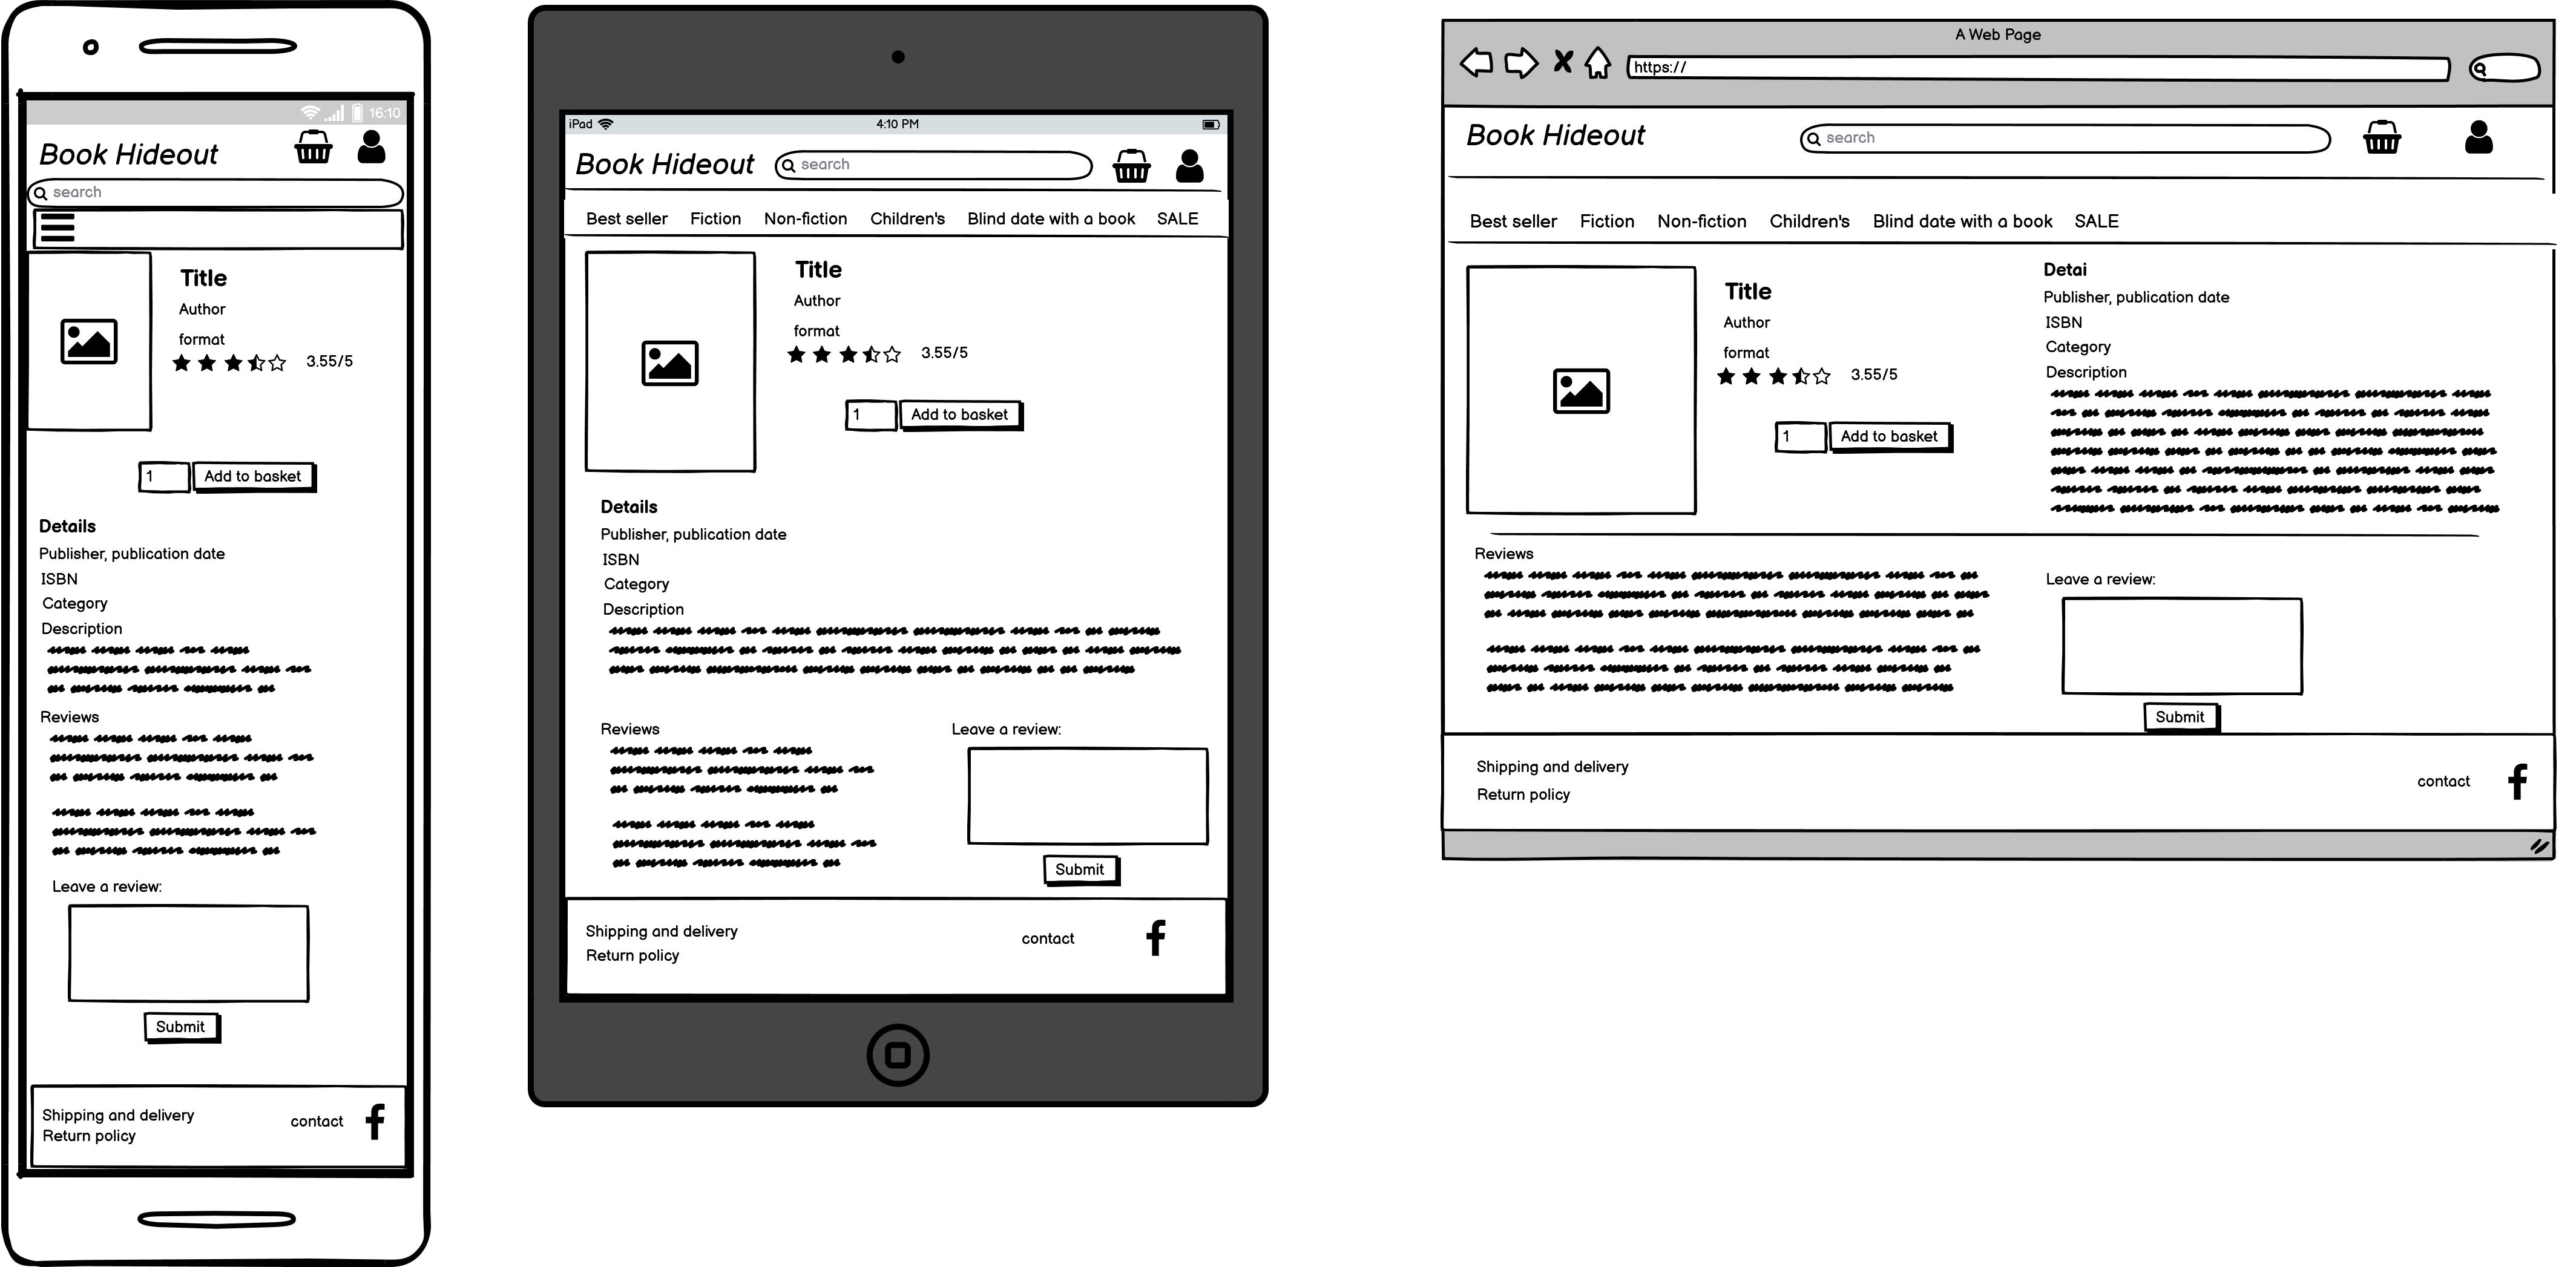 16:10
Book Hideout
search
Title
Author
format
3.55/5
1 Add to basket
Details
Publisher, publication date
ISBN
Category
Description
Reviews
Leave a review:
Submit
Shipping and delivery
Return policy
contact
iPad 4:10 PM
Book Hideout search
Best seller Fiction Non-fiction Children's Blind date with a book SALE
Title
Author
format
3.55/5
1 Add to basket
Details
Publisher, publication date
ISBN
Category
Description
Reviews
Leave a review:
Submit
Shipping and delivery
Return policy
contact
A Web Page
https://
Book Hideout search
Best seller Fiction Non-fiction Children's Blind date with a book SALE
Title
Author
format
3.55/5
1 Add to basket
Detai
Publisher, publication date
ISBN
Category
Description
Reviews
Leave a review:
Submit
Shipping and delivery
Return policy
contact